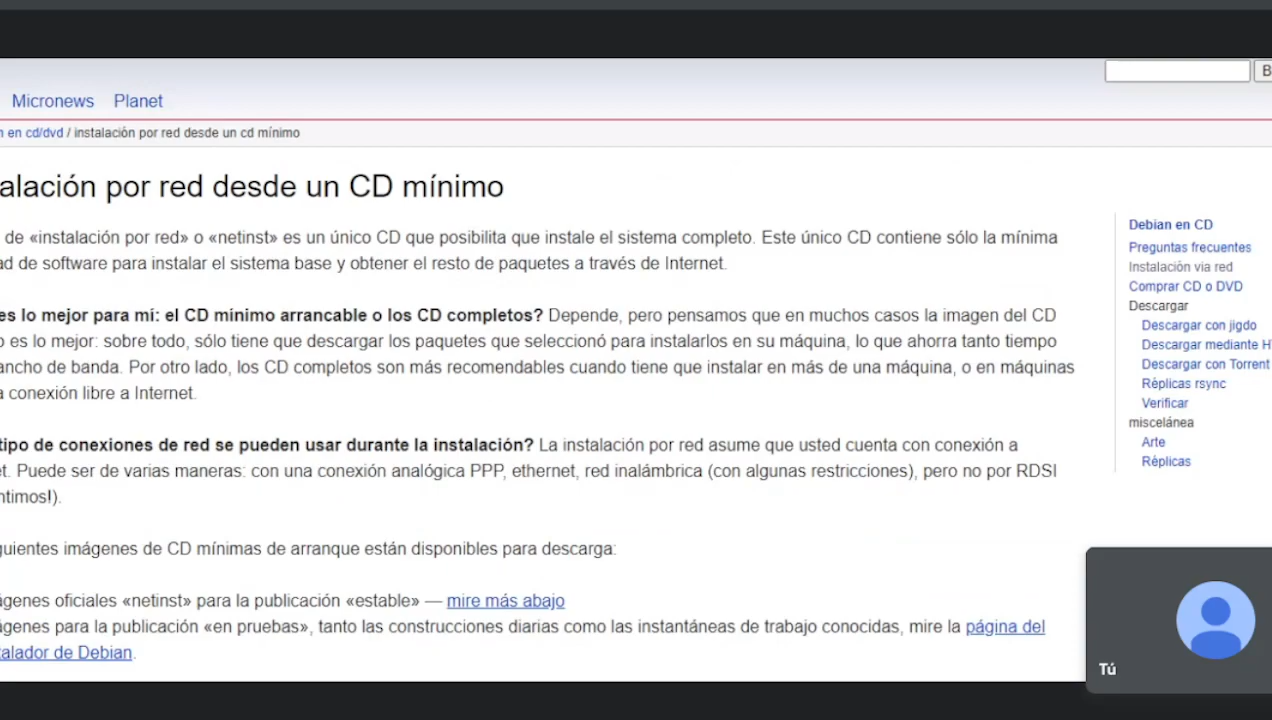 B
Micronews Planet
en cd/dvd / instalación por red desde un cd mínimo
alación por red desde un CD mínimo
de «instalación por red» o «netinst» es un único CD que posibilita que instale el sistema completo. Este único CD contiene sólo la mínima
ad de software para instalar el sistema base y obtener el resto de paquetes a través de Internet.
es lo mejor para mí: el CD mínimo arrancable o los CD completos? Depende, pero pensamos que en muchos casos la imagen del CD
o es lo mejor: sobre todo, sólo tiene que descargar los paquetes que seleccionó para instalarlos en su máquina, lo que ahorra tanto tiempo
ancho de banda. Por otro lado, los CD completos son más recomendables cuando tiene que instalar en más de una máquina, o en máquinas
a conexión libre a Internet.
tipo de conexiones de red se pueden usar durante la instalación? La instalación por red asume que usted cuenta con conexión a
et. Puede ser de varias maneras: con una conexión analógica PPP, ethernet, red inalámbrica (con algunas restricciones), pero no por RDSI
ntimos!).
guientes imágenes de CD mínimas de arranque están disponibles para descarga:
ágenes oficiales «netinst» para la publicación «estable» — mire más abajo
ágenes para la publicación «en pruebas», tanto las construcciones diarias como las instantáneas de trabajo conocidas, mire la página del
talador de Debian.
Debian en CD
Preguntas frecuentes
Instalación via red
Comprar CD o DVD
Descargar
Descargar con jigdo
Descargar mediante H
Descargar con Torrent
Réplicas rsync
Verificar
miscelánea
Arte
Réplicas
Tú